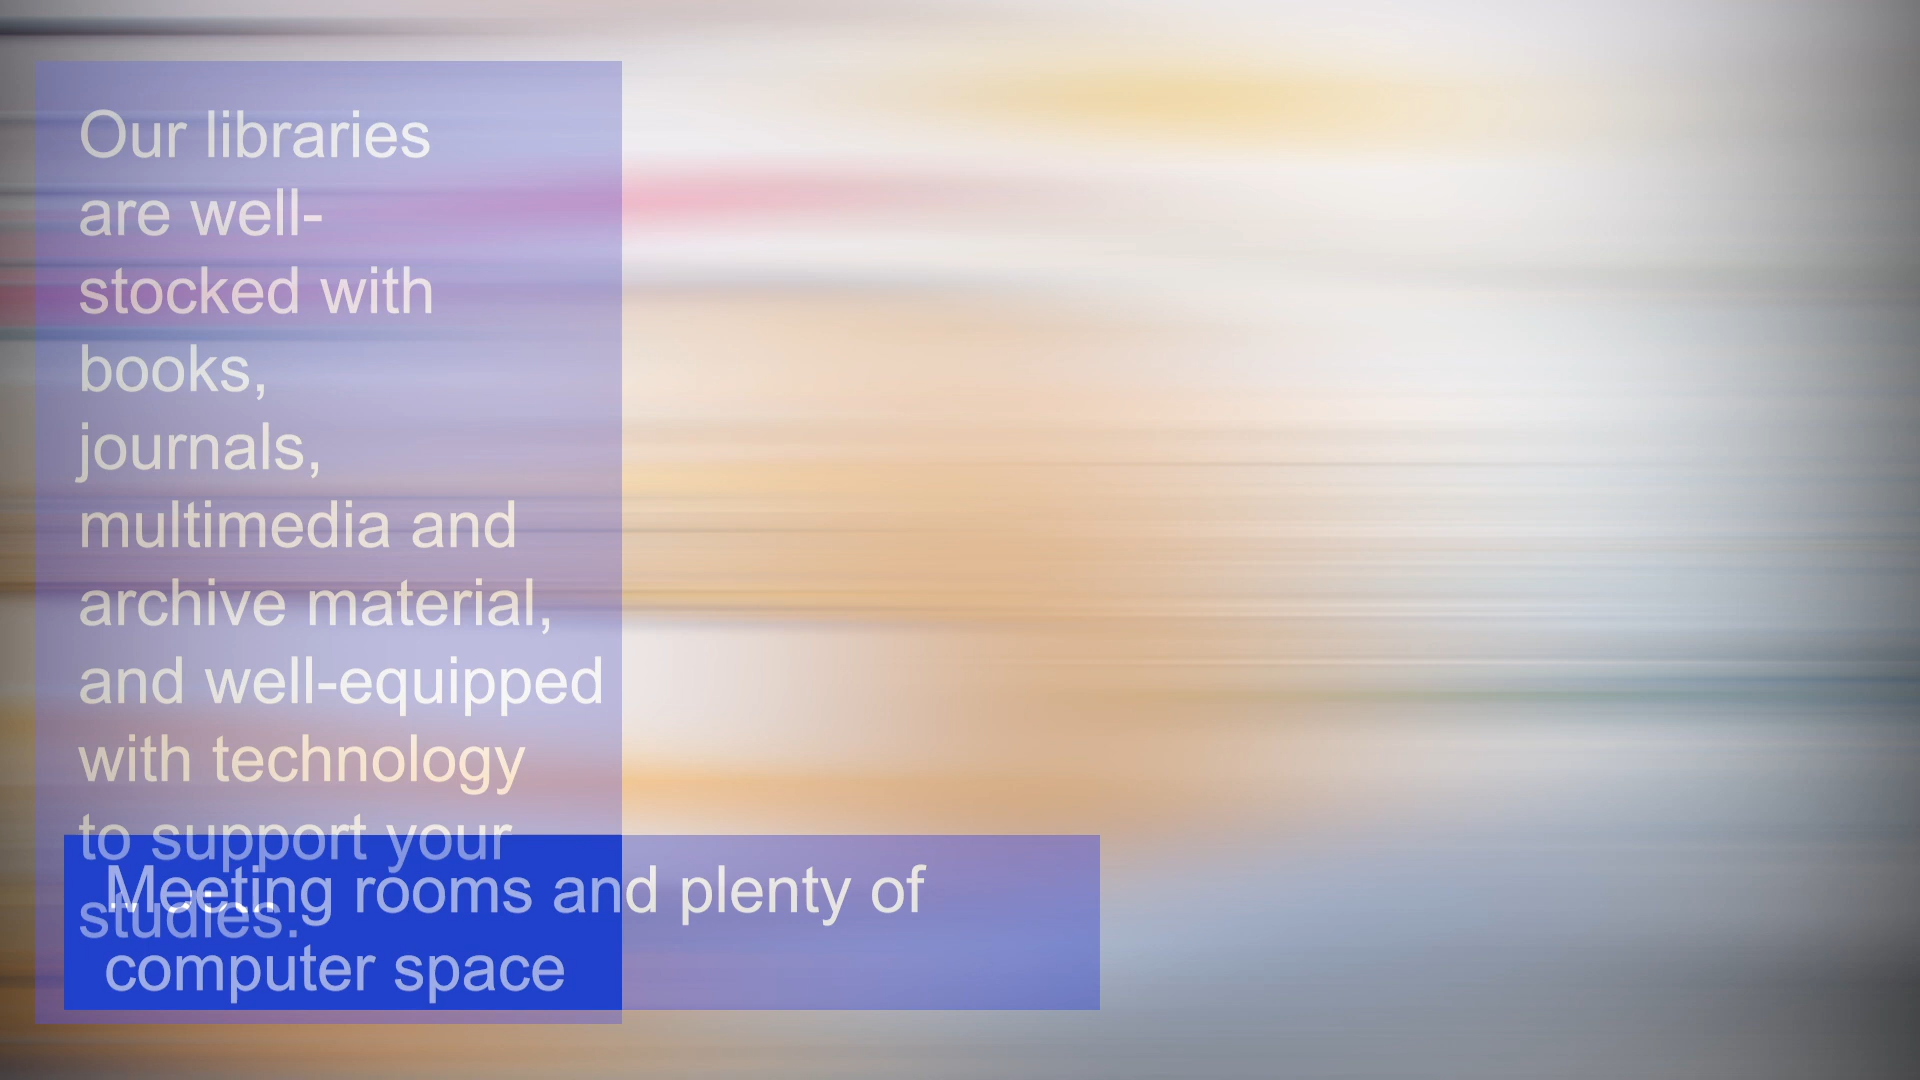 Our libraries
are well-
stocked with
books,
journals,
multimedia and
archive material,
and well-equipped
with technology
to support your
studies.
Meeting rooms and plenty of
computer space